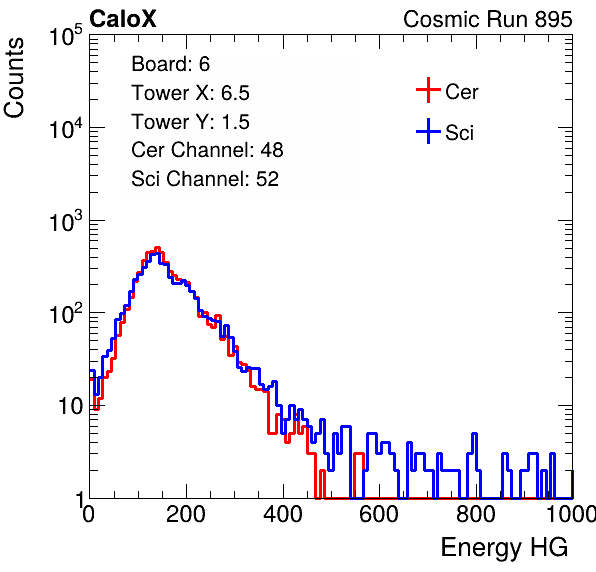 CaloX Cosmic Run 895
Counts
10^5
10^4
10^3
10^2
10
1
Board: 6
Tower X: 6.5
Tower Y: 1.5
Cer Channel: 48
Sci Channel: 52
Cer
Sci
0 200 400 600 800 1000
Energy HG